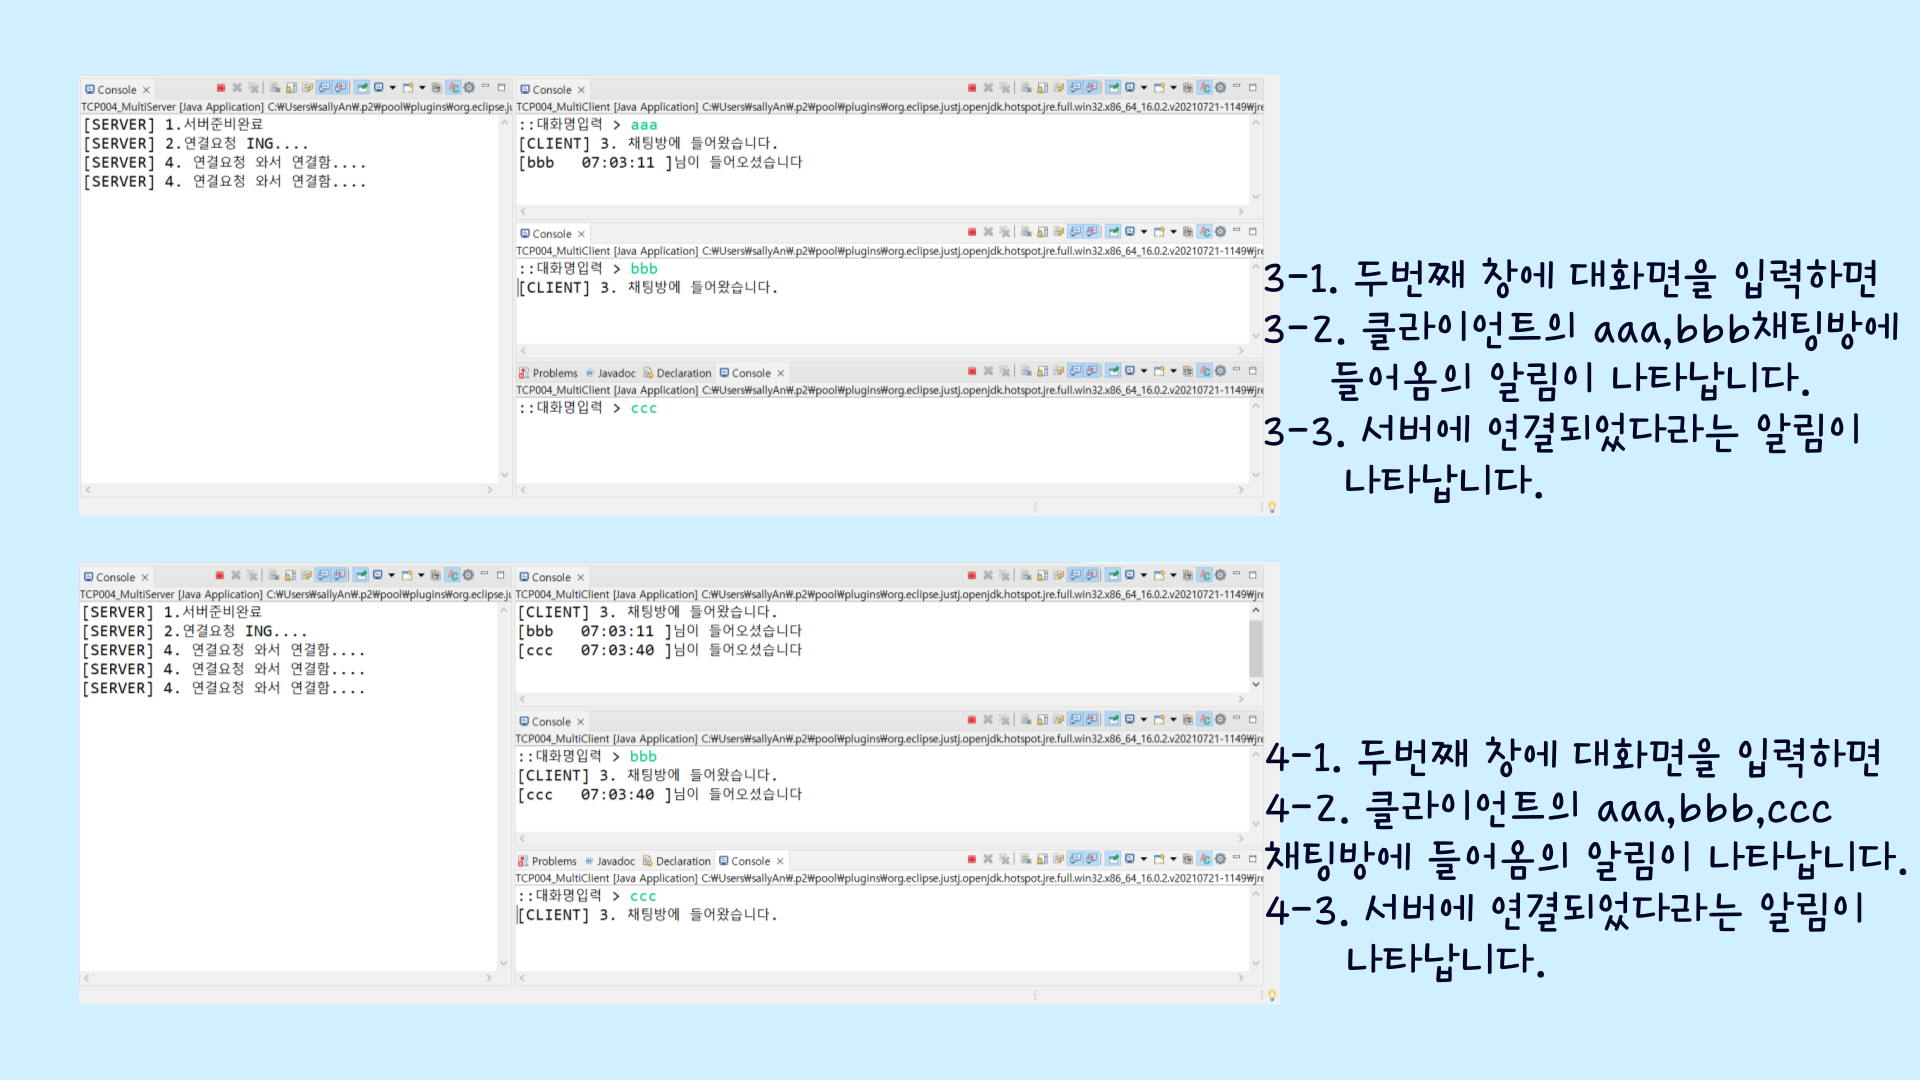 Console
TCP004_MultiServer [Java Application] C:₩Users₩sallyAn₩.p2₩pool₩plugins₩org.eclipse.ju
[SERVER] 1.서버준비완료
[SERVER] 2.연결요청 ING....
[SERVER] 4. 연결요청 와서 연결함....
[SERVER] 4. 연결요청 와서 연결함....
Console
TCP004_MultiClient [Java Application] C:₩Users₩sallyAn₩.p2₩pool₩plugins₩org.eclipse.justj.openjdk.hotspot.jre.full.win32.x86_64_16.0.2.v20210721-1149₩jre
::대화명입력 > aaa
[CLIENT] 3. 채팅방에 들어왔습니다.
[bbb 07:03:11 ]님이 들어오셨습니다
Console
TCP004_MultiClient [Java Application] C:₩Users₩sallyAn₩.p2₩pool₩plugins₩org.eclipse.justj.openjdk.hotspot.jre.full.win32.x86_64_16.0.2.v20210721-1149₩jre
::대화명입력 > bbb
[CLIENT] 3. 채팅방에 들어왔습니다.
Problems Javadoc Declaration Console
TCP004_MultiClient [Java Application] C:₩Users₩sallyAn₩.p2₩pool₩plugins₩org.eclipse.justj.openjdk.hotspot.jre.full.win32.x86_64_16.0.2.v20210721-1149₩jre
::대화명입력 > ccc
3-1. 두번째 창에 대화면을 입력하면
3-2. 클라이언트의 aaa,bbb채팅방에
들어옴의 알림이 나타납니다.
3-3. 서버에 연결되었다라는 알림이
나타납니다.
Console
TCP004_MultiServer [Java Application] C:₩Users₩sallyAn₩.p2₩pool₩plugins₩org.eclipse.ju
[SERVER] 1.서버준비완료
[SERVER] 2.연결요청 ING....
[SERVER] 4. 연결요청 와서 연결함....
[SERVER] 4. 연결요청 와서 연결함....
[SERVER] 4. 연결요청 와서 연결함....
Console
TCP004_MultiClient [Java Application] C:₩Users₩sallyAn₩.p2₩pool₩plugins₩org.eclipse.justj.openjdk.hotspot.jre.full.win32.x86_64_16.0.2.v20210721-1149₩jre
[CLIENT] 3. 채팅방에 들어왔습니다.
[bbb 07:03:11 ]님이 들어오셨습니다
[ccc 07:03:40 ]님이 들어오셨습니다
Console
TCP004_MultiClient [Java Application] C:₩Users₩sallyAn₩.p2₩pool₩plugins₩org.eclipse.justj.openjdk.hotspot.jre.full.win32.x86_64_16.0.2.v20210721-1149₩jre
::대화명입력 > bbb
[CLIENT] 3. 채팅방에 들어왔습니다.
[ccc 07:03:40 ]님이 들어오셨습니다
Problems Javadoc Declaration Console
TCP004_MultiClient [Java Application] C:₩Users₩sallyAn₩.p2₩pool₩plugins₩org.eclipse.justj.openjdk.hotspot.jre.full.win32.x86_64_16.0.2.v20210721-1149₩jre
::대화명입력 > ccc
[CLIENT] 3. 채팅방에 들어왔습니다.
4-1. 두번째 창에 대화면을 입력하면
4-2. 클라이언트의 aaa,bbb,ccc
채팅방에 들어옴의 알림이 나타납니다.
4-3. 서버에 연결되었다라는 알림이
나타납니다.